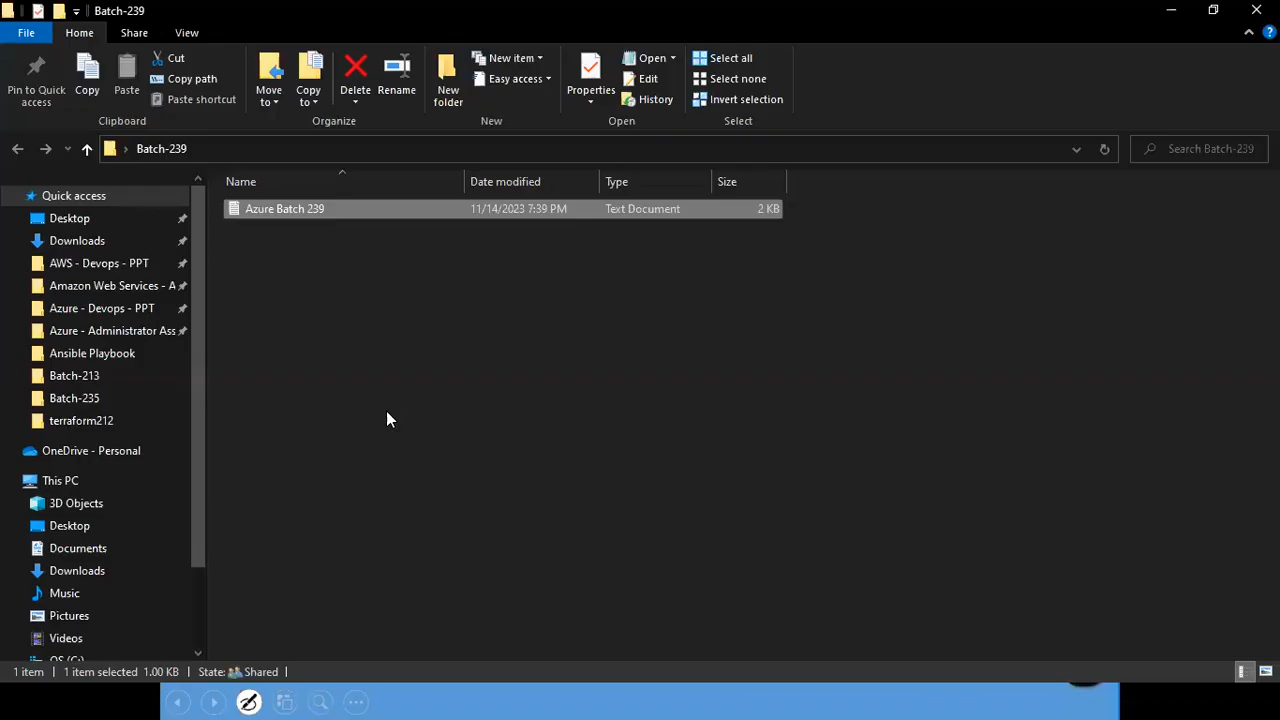 Batch-239
File Home Share View
Pin to Quick access
Copy
Paste
Cut
Copy path
Paste shortcut
Clipboard
Move to
Copy to
Delete
Rename
Organize
New folder
New item
Easy access
New
Properties
Open
Edit
History
Open
Select all
Select none
Invert selection
Select
Batch-239
Search Batch-239
Name Date modified Type Size
Azure Batch 239 11/14/2023 7:39 PM Text Document 2 KB
Quick access
Desktop
Downloads
AWS - Devops - PPT
Amazon Web Services - A
Azure - Devops - PPT
Azure - Administrator Ass
Ansible Playbook
Batch-213
Batch-235
terraform212
OneDrive - Personal
This PC
3D Objects
Desktop
Documents
Downloads
Music
Pictures
Videos
OS (C:)
1 item 1 item selected 1.00 KB State: Shared